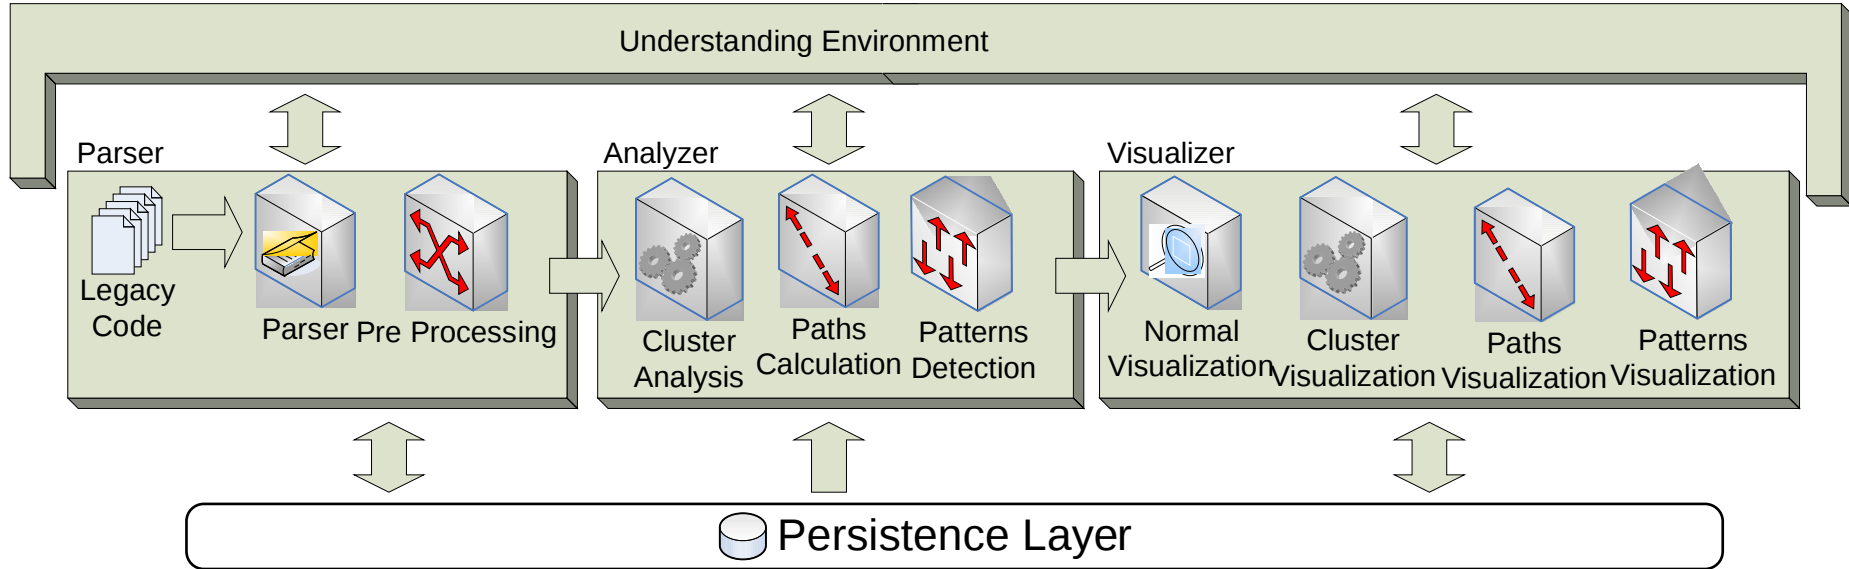 Understanding Environment
Parser
Analyzer
Visualizer
Legacy
Code
Parser
Pre Processing
Cluster
Analysis
Paths
Calculation
Patterns
Detection
Normal
Visualization
Cluster
Visualization
Paths
Visualization
Patterns
Visualization
Persistence Layer